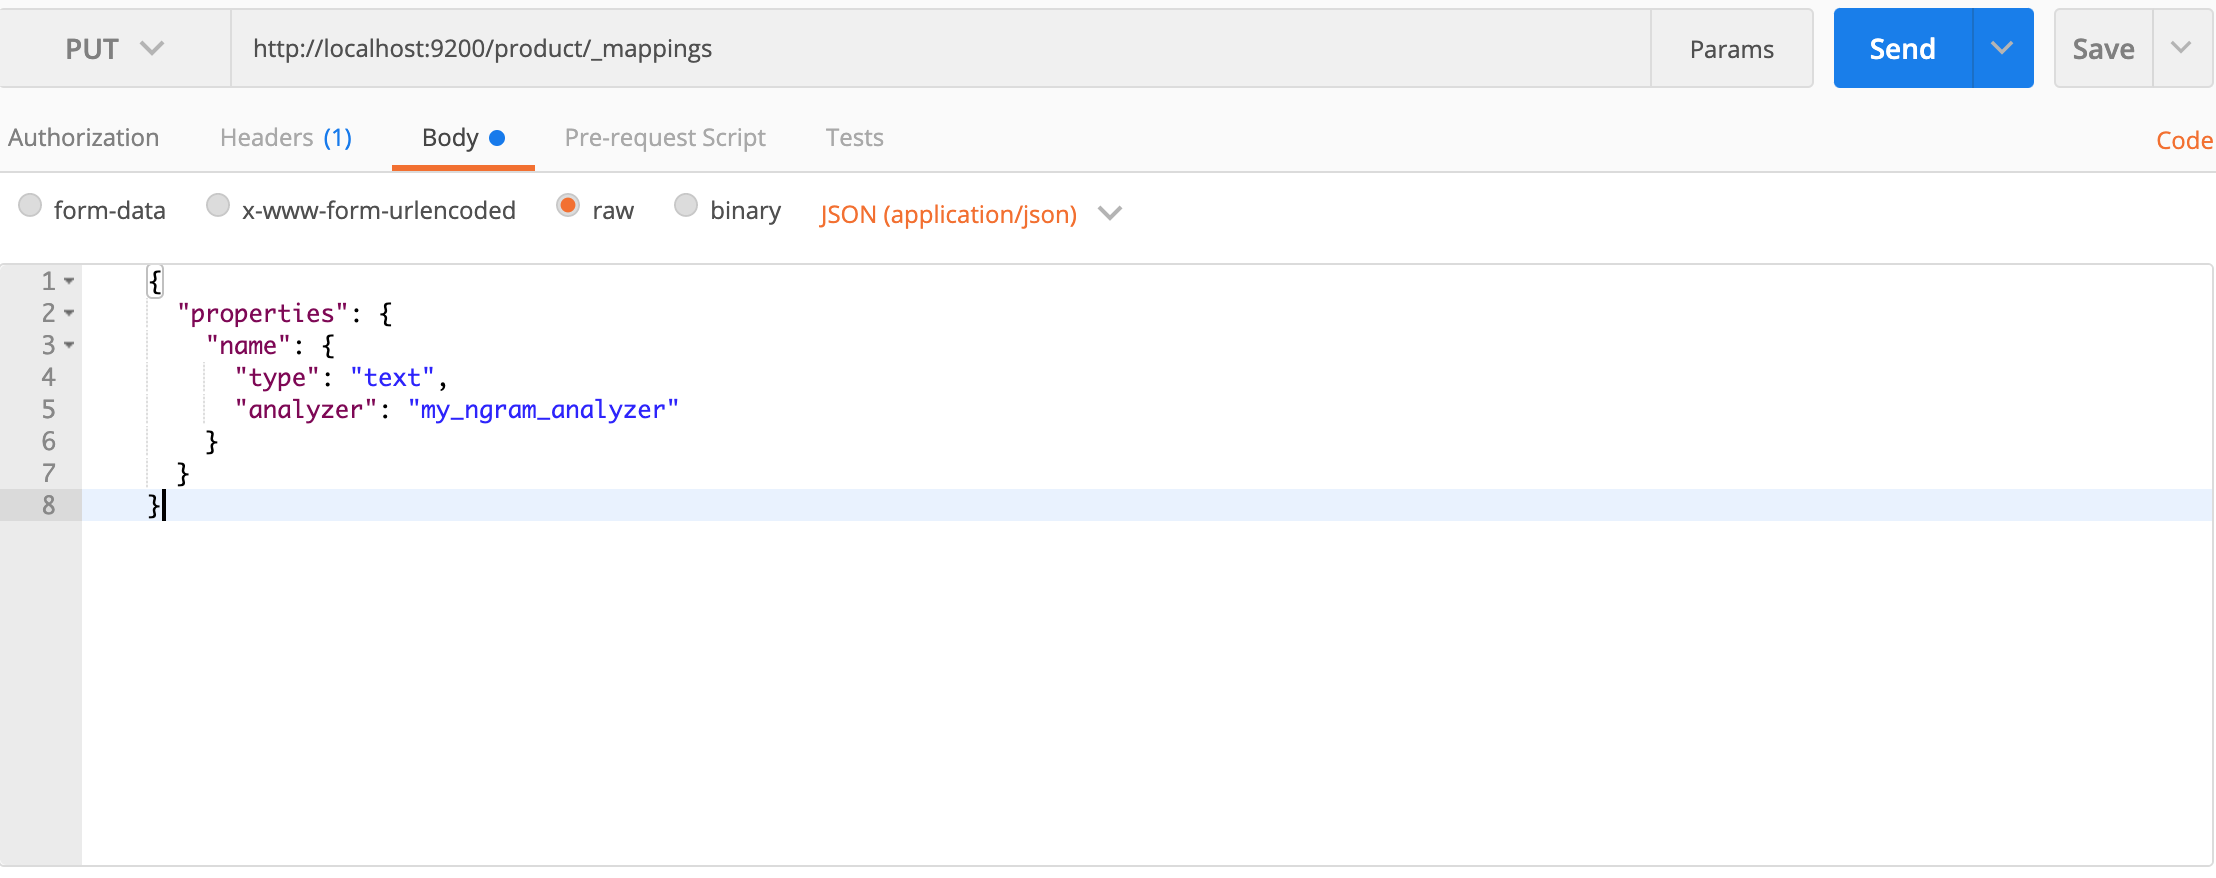 PUT http://localhost:9200/product/_mappings Params Send Save
Authorization Headers (1) Body Pre-request Script Tests Code
form-data x-www-form-urlencoded raw binary JSON (application/json)
1 {
2 "properties": {
3 "name": {
4 "type": "text",
5 "analyzer": "my_ngram_analyzer"
6 }
7 }
8 }